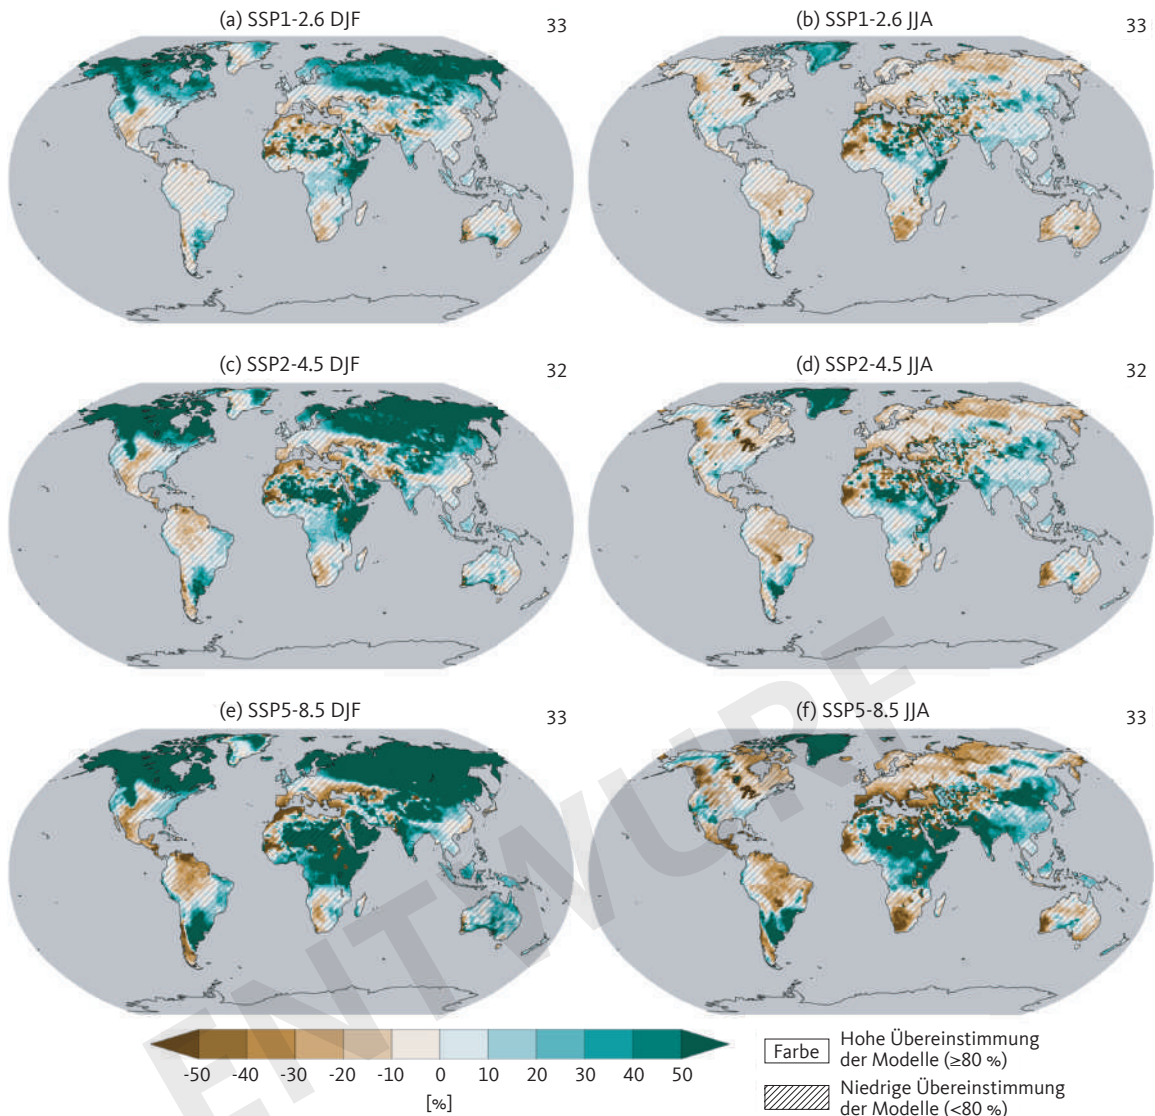 (a) SSP1-2.6 DJF
33
(b) SSP1-2.6 JJA
33
(c) SSP2-4.5 DJF
32
(d) SSP2-4.5 JJA
32
(e) SSP5-8.5 DJF
33
(f) SSP5-8.5 JJA
33
ENTWURF
-50 -40 -30 -20 -10 0 10 20 30 40 50
[%]
Farbe
Hohe Übereinstimmung
der Modelle (≥80 %)
Niedrige Übereinstimmung
der Modelle (<80 %)